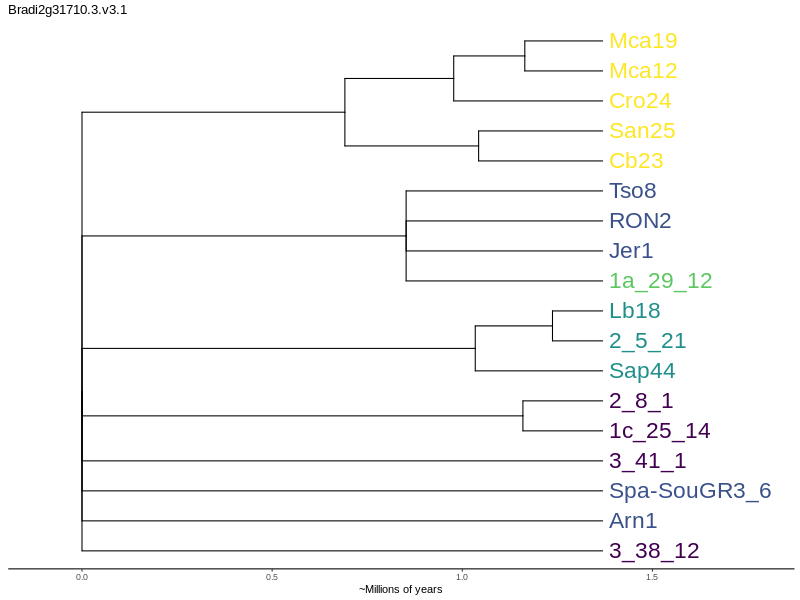 Bradi2g31710.3.v3.1
Mca19
Mca12
Cro24
San25
Cb23
Tso8
RON2
Jer1
1a_29_12
Lb18
2_5_21
Sap44
2_8_1
1c_25_14
3_41_1
Spa-SouGR3_6
Arn1
3_38_12
0.0 0.5 1.0 1.5
~Millions of years